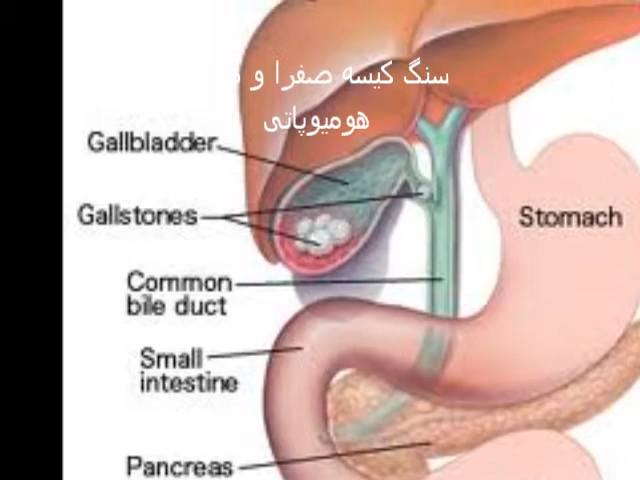 سنگ کیسه صفرا و
هومیوپاتی
Gallbladder
Gallstones
Stomach
Common
bile duct
Small
intestine
Pancreas